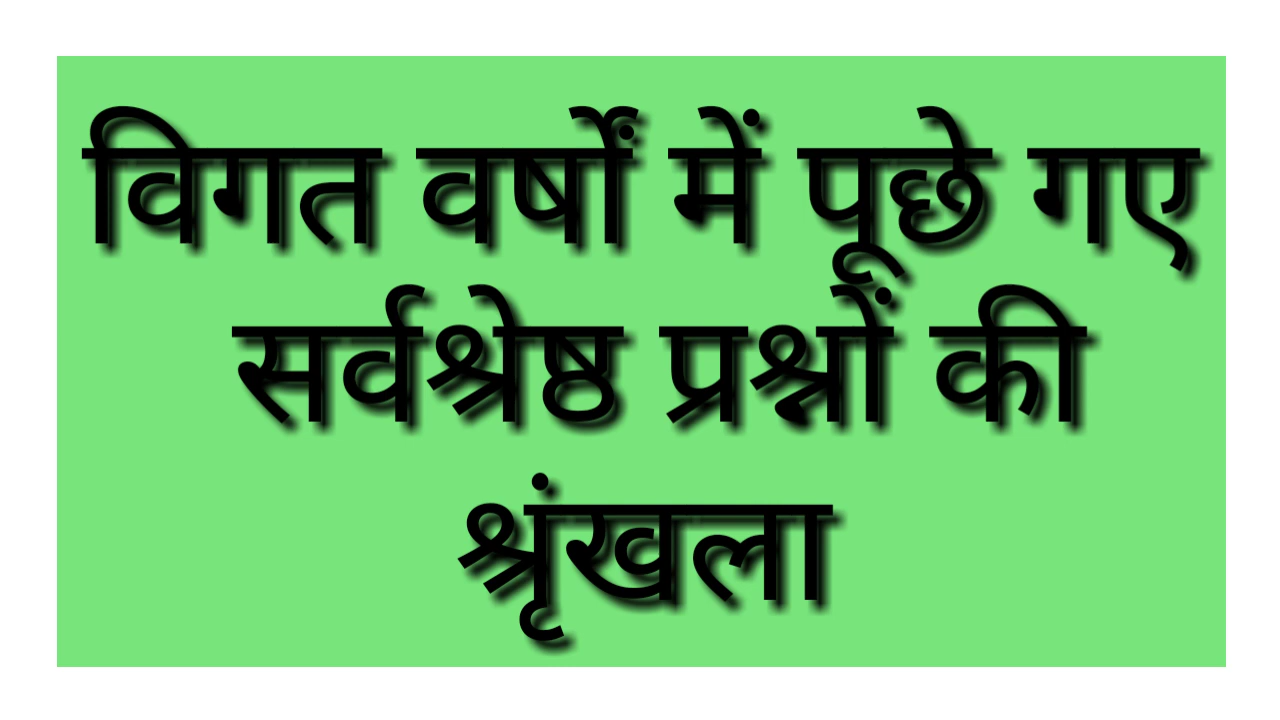 विगत वर्षों में पूछे गए
सर्वश्रेष्ठ प्रश्नों की
श्रृंखला